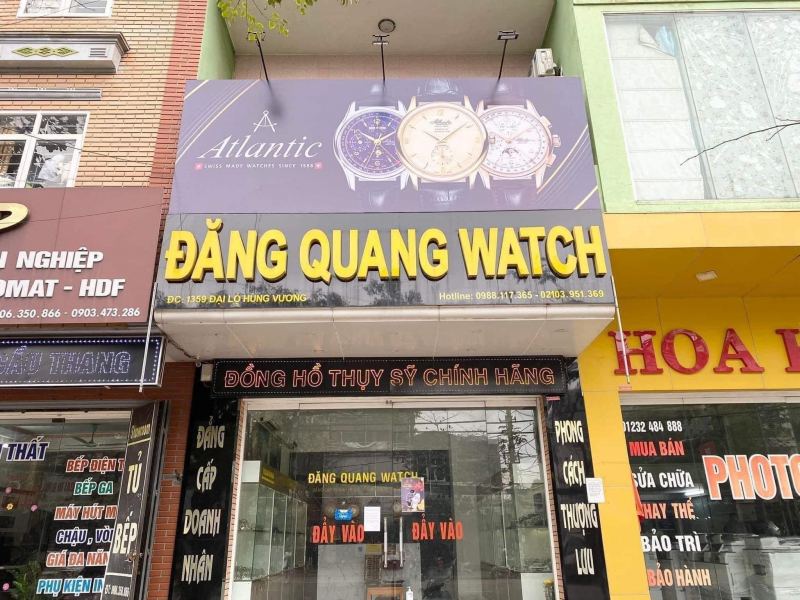 Atlantic
SWISS MADE WATCHES SINCE 1888
ĐĂNG QUANG WATCH
ĐC: 1359 ĐẠI LỘ HÙNG VƯƠNG
Hotline: 0988.117.365 - 02103.951.369
ĐỒNG HỒ THỤY SỸ CHÍNH HÃNG
ĐẲNG
CẤP
DOANH
NHÂN
ĐĂNG QUANG WATCH
ĐẨY VÀO
ĐẨY VÀO
PHONG
CÁCH
THƯỢNG
LƯU
NGHIỆP
OMAT - HDF
06.350.866 - 0903.473.286
CẦU THANG
THẤT
BẾP ĐIỆN T
BẾP GA
MÁY HÚT M
CHẬU, VÒI
GIÁ ĐA NĂN
PHỤ KIỆN IN
Showroom
TỦ
BẾP
HOA
01232 484 888
MUA BÁN
SỬA CHỮA
THAY THẾ
BẢO TRÌ
BẢO HÀNH
PHOTO